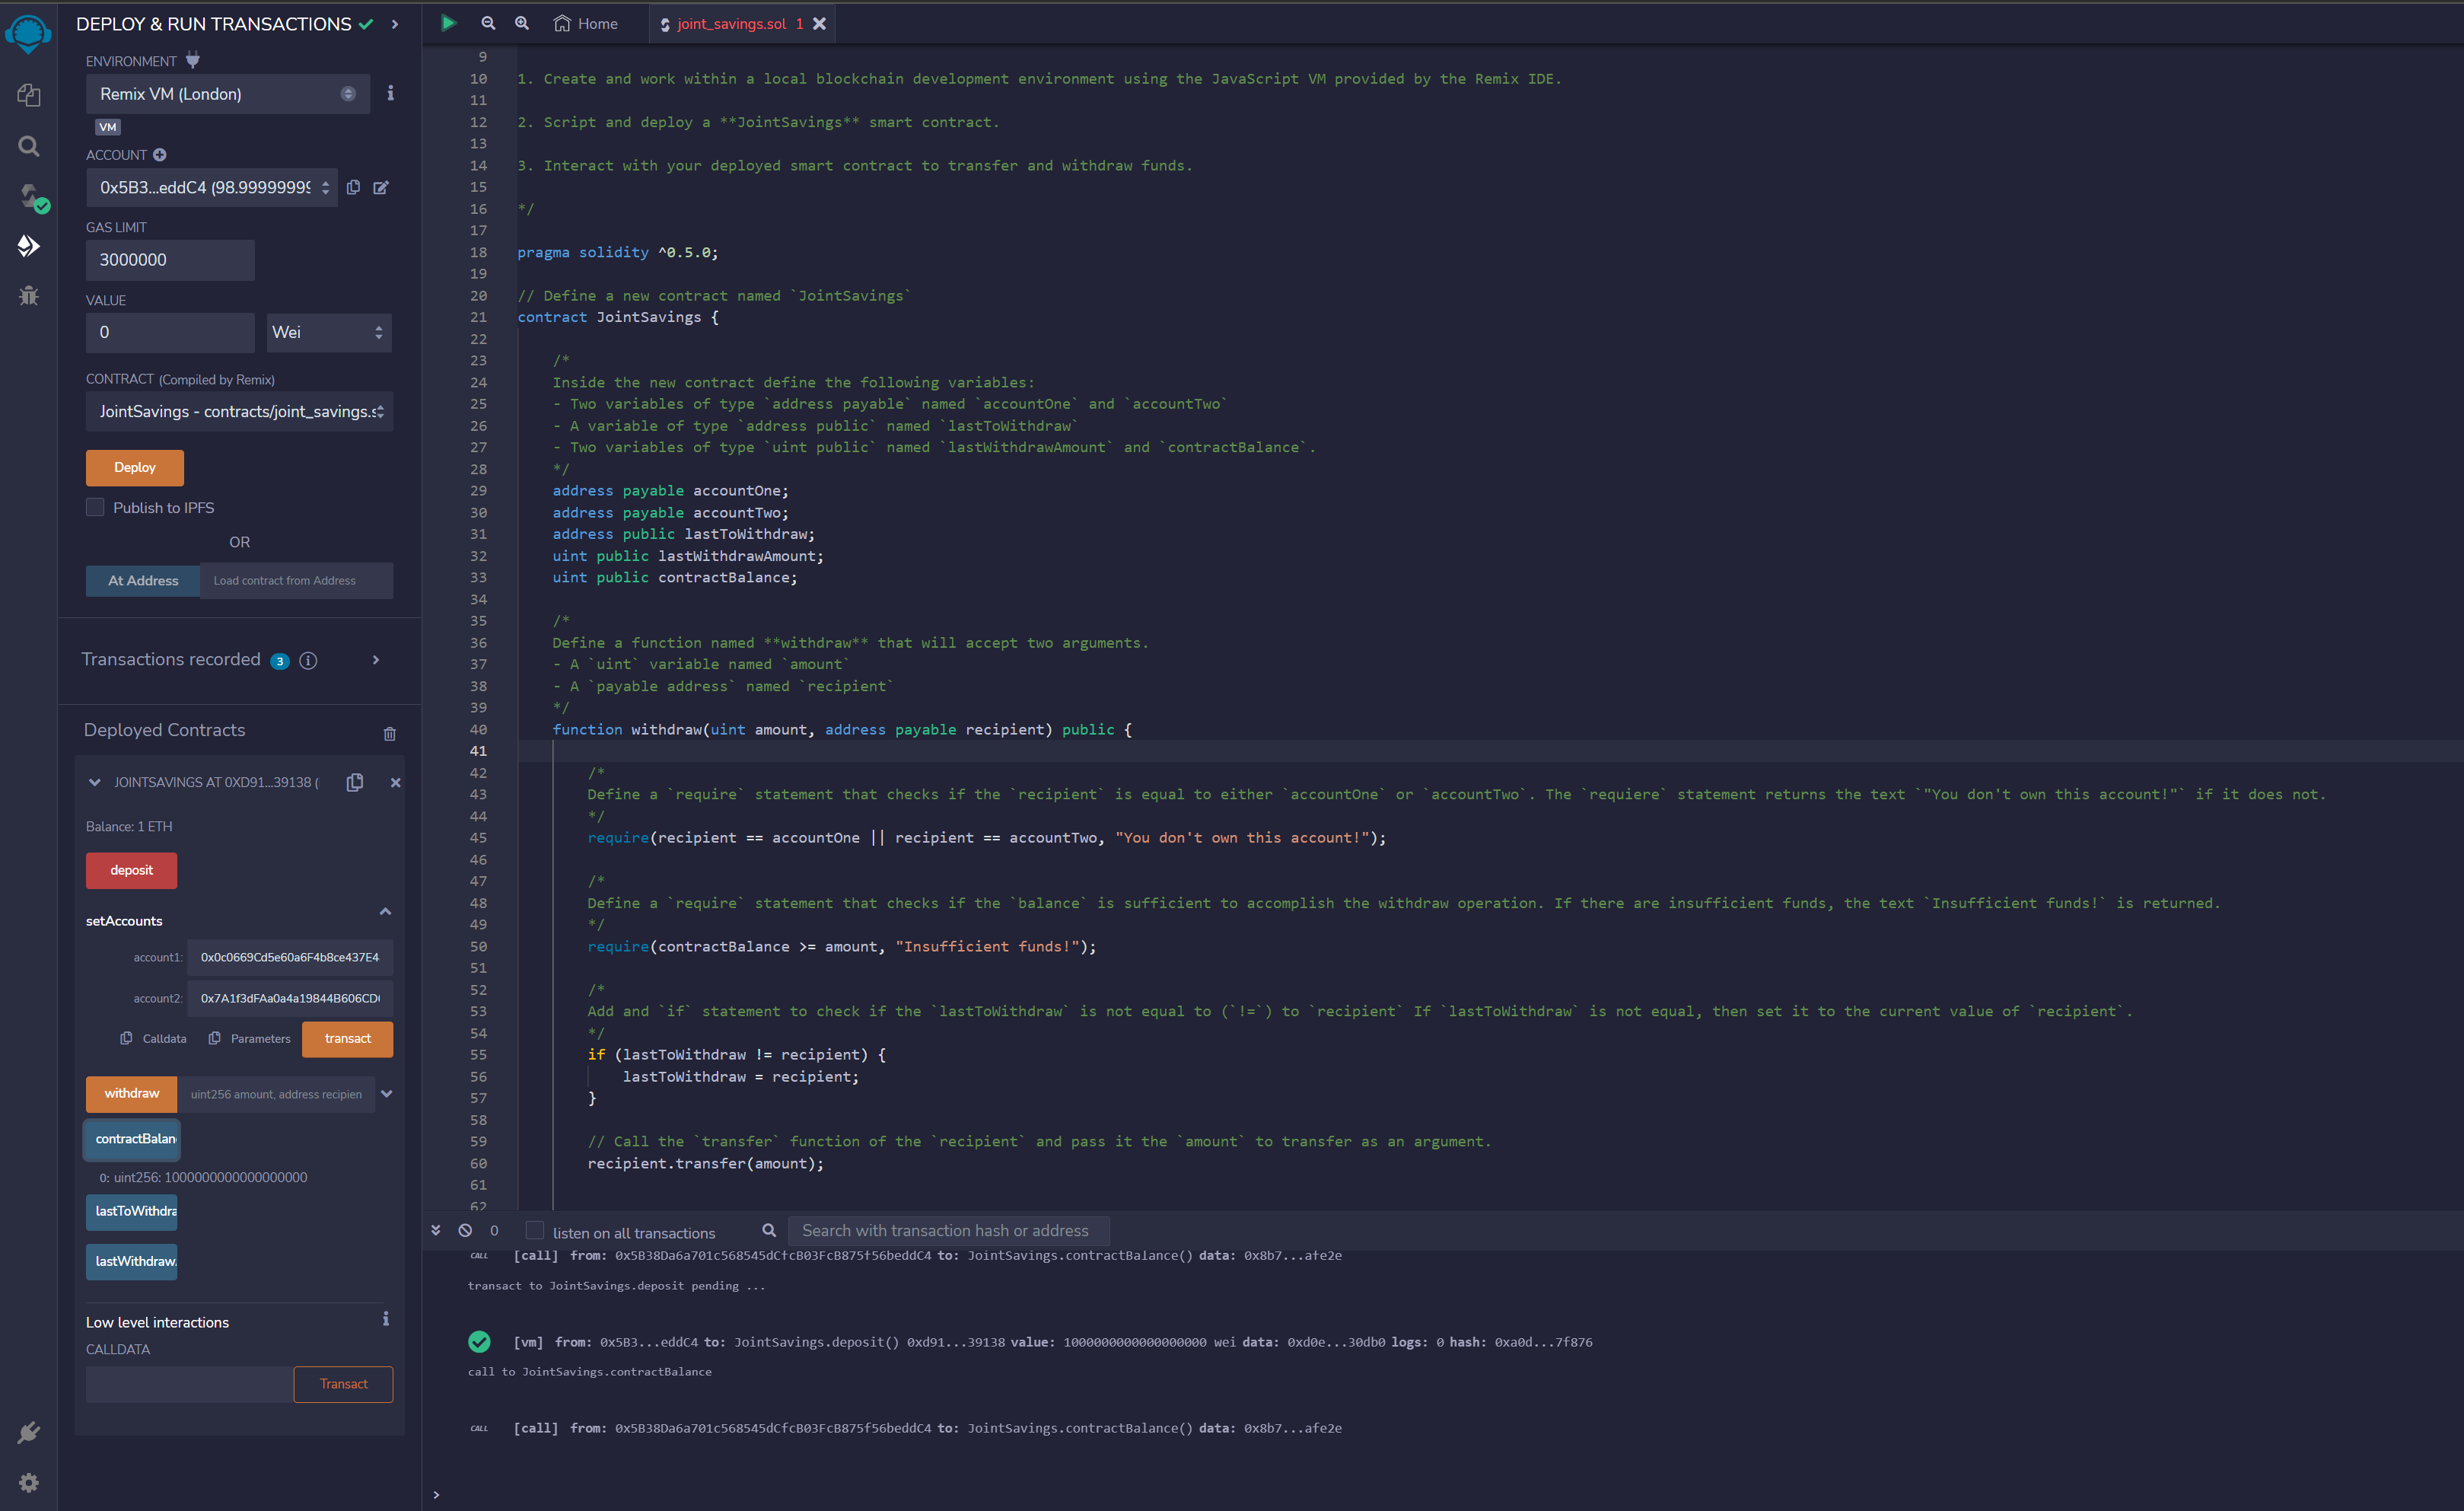 DEPLOY & RUN TRANSACTIONS
ENVIRONMENT
Remix VM (London)
VM
ACCOUNT
0x5B3...eddC4 (98.9999999
GAS LIMIT
3000000
VALUE
0
Wei
CONTRACT (Compiled by Remix)
JointSavings - contracts/joint_savings.s
Deploy
Publish to IPFS
OR
At Address
Load contract from Address
Transactions recorded 3
Deployed Contracts
JOINTSAVINGS AT 0XD91...39138 (
Balance: 1 ETH
deposit
setAccounts
account1: 0x0c0669Cd5e60a6F4b8ce437E4
account2: 0x7A1f3dFAa0a4a19844B606CD
Calldata
Parameters
transact
withdraw
uint256 amount, address recipien
contractBalan
0: uint256: 1000000000000000000
lastToWithdra
lastWithdraw
Low level interactions
CALLDATA
Transact
Home
joint_savings.sol 1
9
10 1. Create and work within a local blockchain development environment using the JavaScript VM provided by the Remix IDE.
11
12 2. Script and deploy a **JointSavings** smart contract.
13
14 3. Interact with your deployed smart contract to transfer and withdraw funds.
15
16 */
17
18 pragma solidity ^0.5.0;
19
20 // Define a new contract named `JointSavings`
21 contract JointSavings {
22
23 /*
24 Inside the new contract define the following variables:
25 - Two variables of type `address payable` named `accountOne` and `accountTwo`
26 - A variable of type `address public` named `lastToWithdraw`
27 - Two variables of type `uint public` named `lastWithdrawAmount` and `contractBalance`.
28 */
29 address payable accountOne;
30 address payable accountTwo;
31 address public lastToWithdraw;
32 uint public lastWithdrawAmount;
33 uint public contractBalance;
34
35 /*
36 Define a function named **withdraw** that will accept two arguments.
37 - A `uint` variable named `amount`
38 - A `payable address` named `recipient`
39 */
40 function withdraw(uint amount, address payable recipient) public {
41
42 /*
43 Define a `require` statement that checks if the `recipient` is equal to either `accountOne` or `accountTwo`. The `requiere` statement returns the text `"You don't own this account!"` if it does not.
44 */
45 require(recipient == accountOne || recipient == accountTwo, "You don't own this account!");
46
47 /*
48 Define a `require` statement that checks if the `balance` is sufficient to accomplish the withdraw operation. If there are insufficient funds, the text `Insufficient funds!` is returned.
49 */
50 require(contractBalance >= amount, "Insufficient funds!");
51
52 /*
53 Add and `if` statement to check if the `lastToWithdraw` is not equal to (`!=`) to `recipient` If `lastToWithdraw` is not equal, then set it to the current value of `recipient`.
54 */
55 if (lastToWithdraw != recipient) {
56 lastToWithdraw = recipient;
57 }
58
59 // Call the `transfer` function of the `recipient` and pass it the `amount` to transfer as an argument.
60 recipient.transfer(amount);
61
62
0
listen on all transactions
Search with transaction hash or address
CALL [call] from: 0x5B38Da6a701c568545dCfcB03FcB875f56beddC4 to: JointSavings.contractBalance() data: 0x8b7...afe2e
transact to JointSavings.deposit pending ...
[vm] from: 0x5B3...eddC4 to: JointSavings.deposit() 0xd91...39138 value: 1000000000000000000 wei data: 0xd0e...30db0 logs: 0 hash: 0xa0d...7f876
call to JointSavings.contractBalance
CALL [call] from: 0x5B38Da6a701c568545dCfcB03FcB875f56beddC4 to: JointSavings.contractBalance() data: 0x8b7...afe2e
>